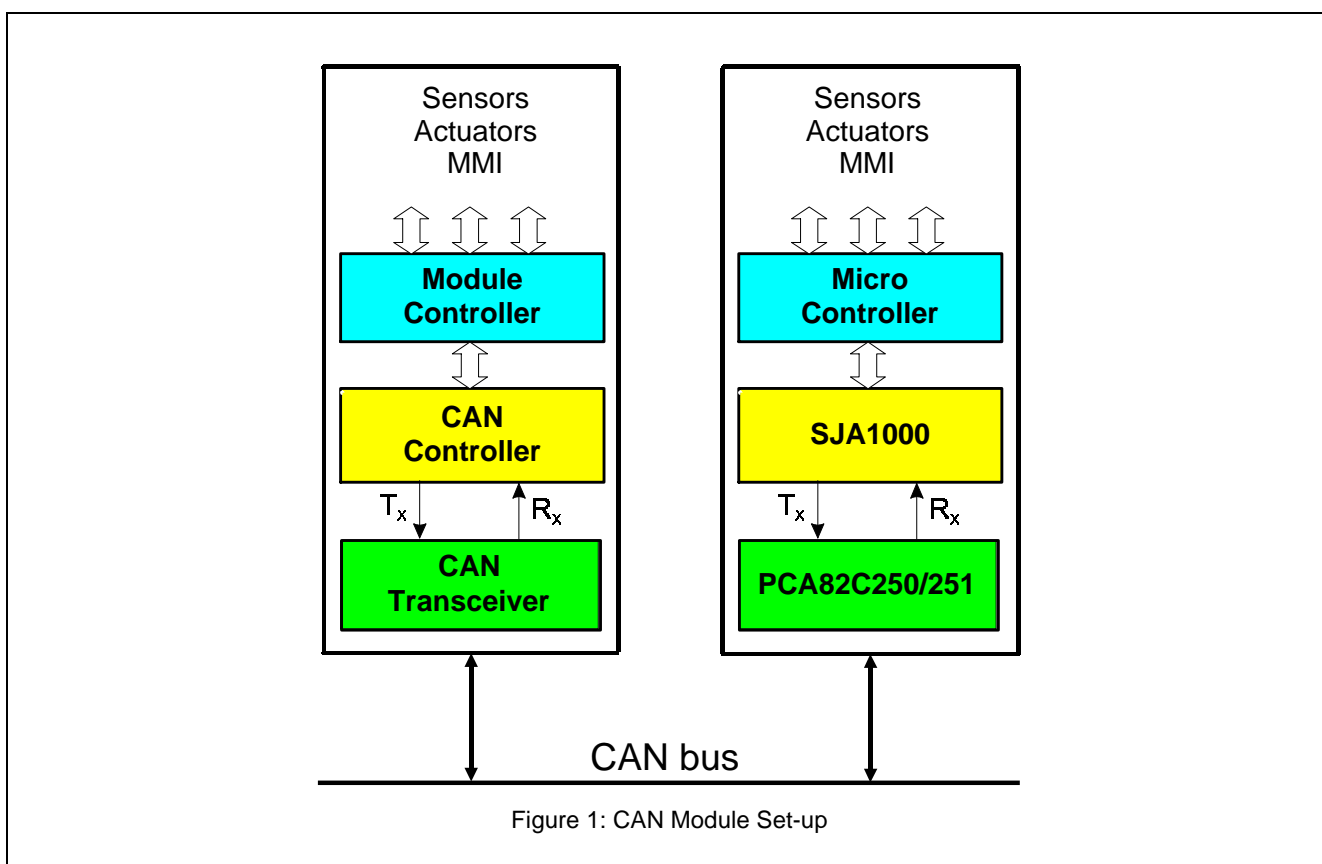 Sensors
Actuators
MMI
Module
Controller
CAN
Controller
Tx
Rx
CAN
Transceiver
Sensors
Actuators
MMI
Micro
Controller
SJA1000
Tx
Rx
PCA82C250/251
CAN bus
Figure 1: CAN Module Set-up